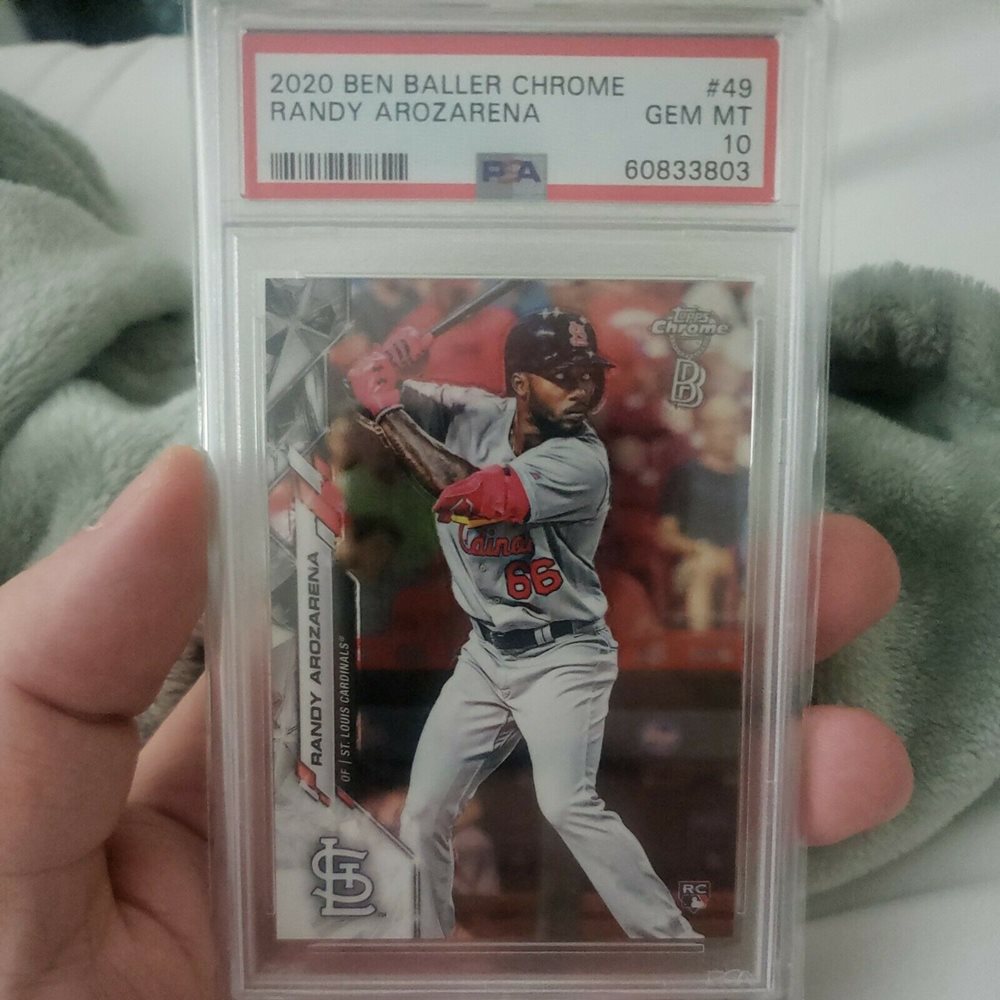 2020 BEN BALLER CHROME #49
RANDY AROZARENA GEM MT
10
PSA 60833803
Topps
Chrome
B
Cardinals
66
RANDY AROZARENA
OF | ST. LOUIS CARDINALS®
STL
™
RC